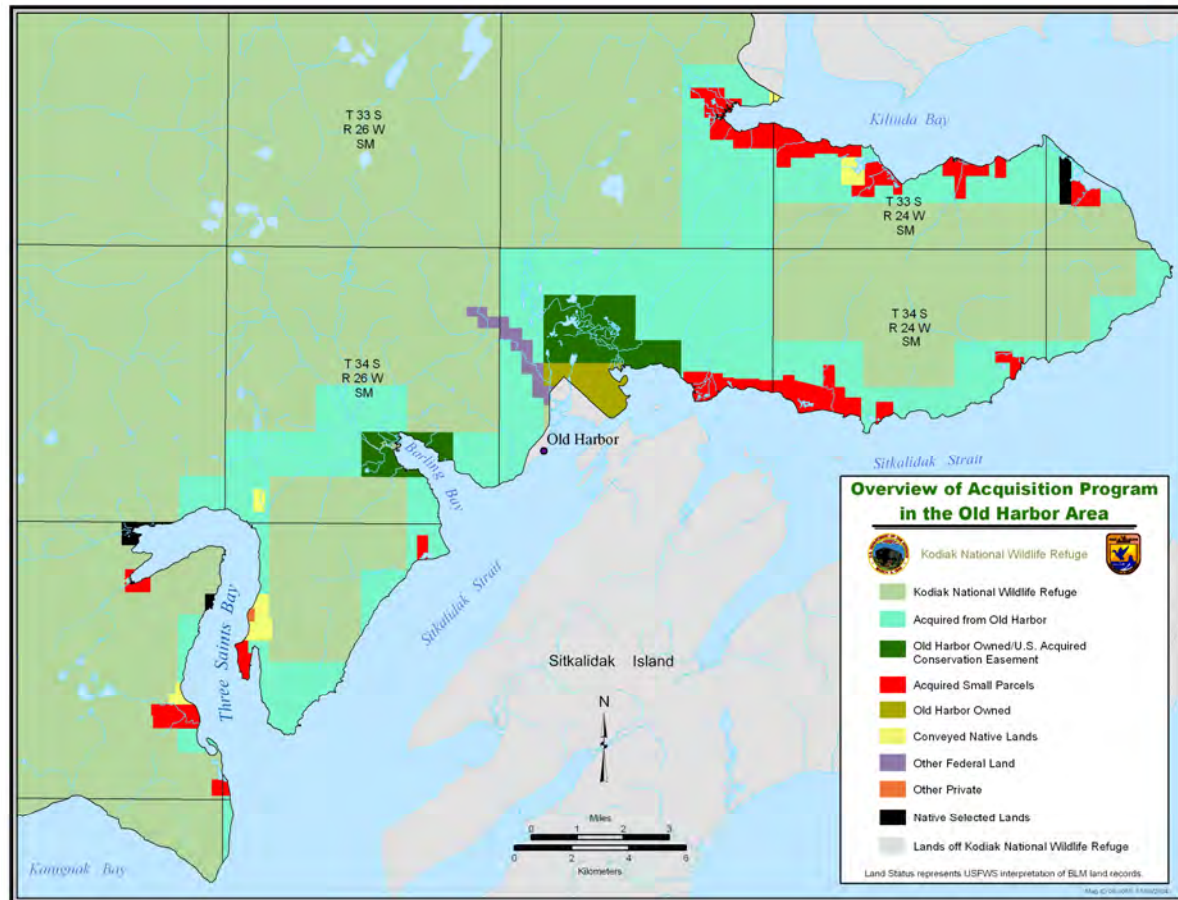 T 33 S
R 26 W
SM
Kiliuda Bay
T 33 S
R 24 W
SM
T 34 S
R 24 W
SM
T 34 S
R 26 W
SM
Old Harbor
Barling Bay
Sitkalidak Strait
Sitkalidak Strait
Three Saints Bay
Sitkalidak Island
N
Miles
0 1 2 3
0 2 4 6
Kilometers
Kaiugnak Bay
Overview of Acquisition Program
in the Old Harbor Area
Kodiak National Wildlife Refuge
Kodiak National Wildlife Refuge
Acquired from Old Harbor
Old Harbor Owned/U.S. Acquired
Conservation Easement
Acquired Small Parcels
Old Harbor Owned
Conveyed Native Lands
Other Federal Land
Other Private
Native Selected Lands
Lands off Kodiak National Wildlife Refuge
Land Status represents USFWS interpretation of BLM land records.